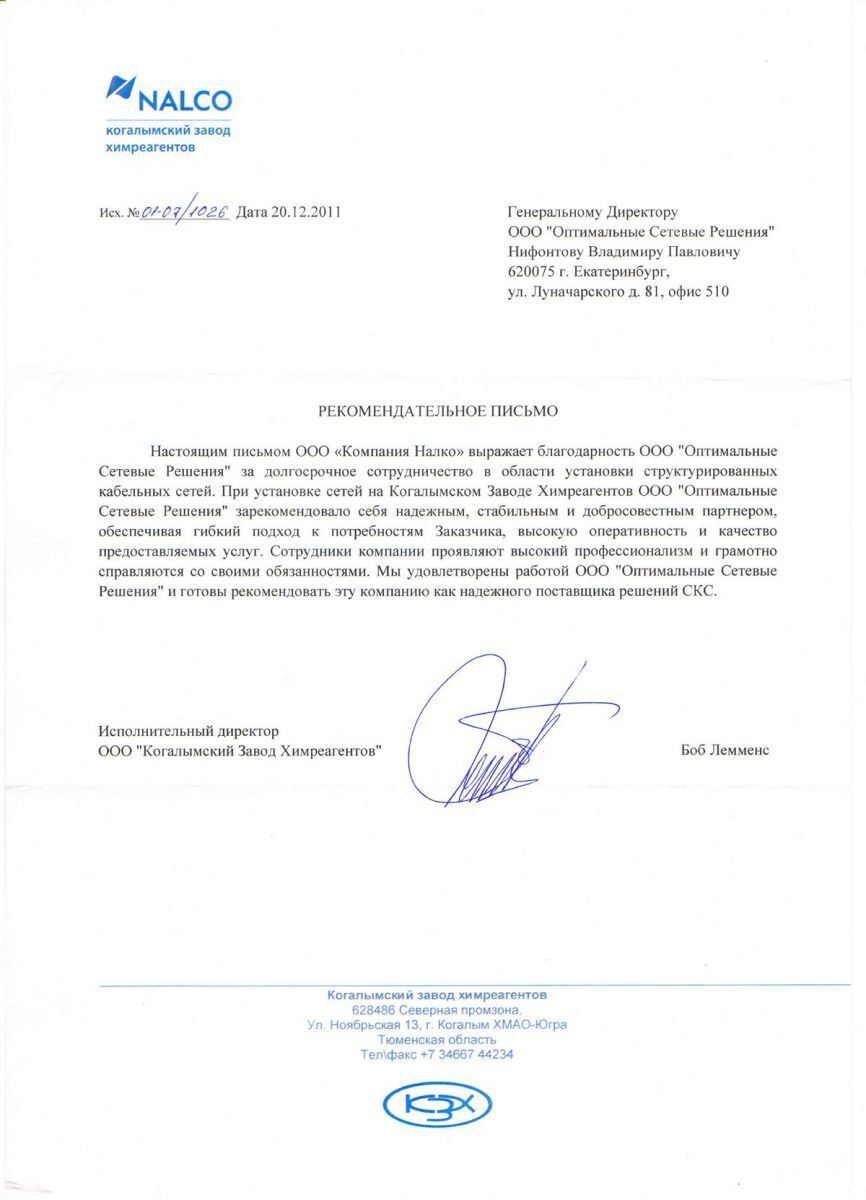 NALCO
когалымский завод
химреагентов
Исх. № 01-07/1026 Дата 20.12.2011
Генеральному Директору
ООО "Оптимальные Сетевые Решения"
Нифонтову Владимиру Павловичу
620075 г. Екатеринбург,
ул. Луначарского д. 81, офис 510
РЕКОМЕНДАТЕЛЬНОЕ ПИСЬМО
Настоящим письмом ООО «Компания Налко» выражает благодарность ООО "Оптимальные
Сетевые Решения" за долгосрочное сотрудничество в области установки структурированных
кабельных сетей. При установке сетей на Когалымском Заводе Химреагентов ООО "Оптимальные
Сетевые Решения" зарекомендовало себя надежным, стабильным и добросовестным партнером,
обеспечивая гибкий подход к потребностям Заказчика, высокую оперативность и качество
предоставляемых услуг. Сотрудники компании проявляют высокий профессионализм и грамотно
справляются со своими обязанностями. Мы удовлетворены работой ООО "Оптимальные Сетевые
Решения" и готовы рекомендовать эту компанию как надежного поставщика решений СКС.
Исполнительный директор
ООО "Когалымский Завод Химреагентов"
Боб Лемменс
Когалымский завод химреагентов
628486 Северная промзона,
Ул. Ноябрьская 13, г. Когалым ХМАО-Югра
Тюменская область
Тел\факс +7 34667 44234
КЗХ